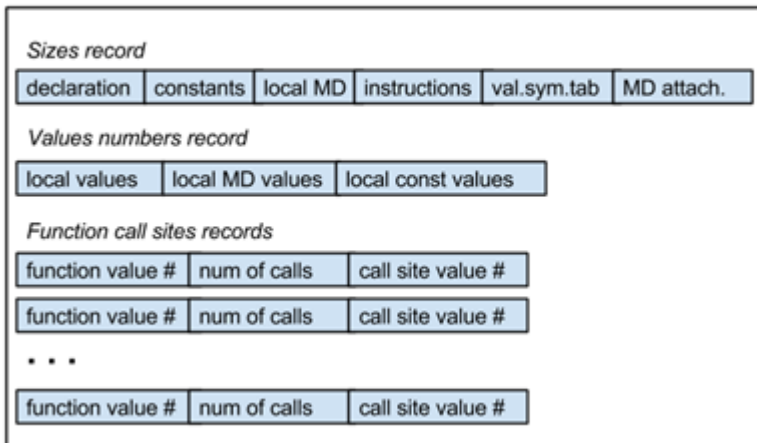 Sizes record
declaration constants local MD instructions val.sym.tab MD attach.
Values numbers record
local values local MD values local const values
Function call sites records
function value # num of calls call site value #
function value # num of calls call site value #
. . .
function value # num of calls call site value #